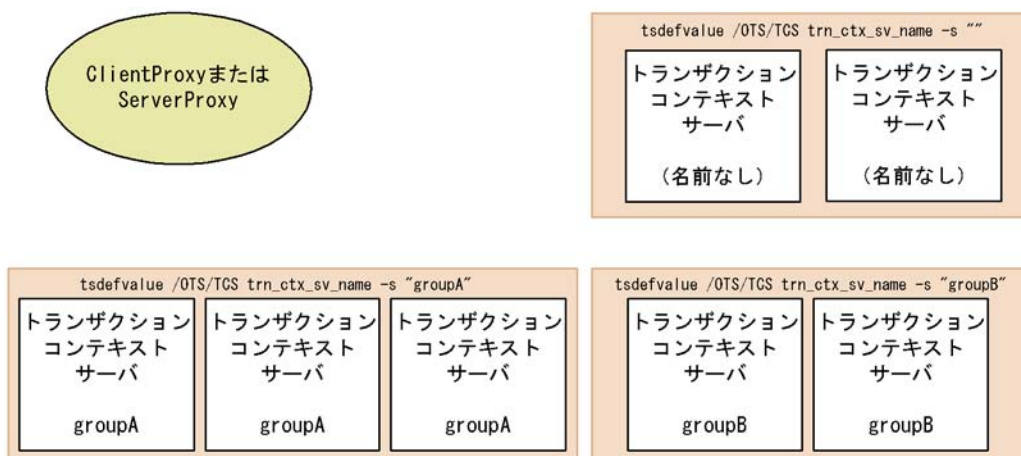 ClientProxyまたは
ServerProxy
tsdefvalue /OTS/TCS trn_ctx_sv_name -s ""
トランザクション
コンテキスト
サーバ
(名前なし)
トランザクション
コンテキスト
サーバ
(名前なし)
tsdefvalue /OTS/TCS trn_ctx_sv_name -s "groupA"
トランザクション
コンテキスト
サーバ
groupA
トランザクション
コンテキスト
サーバ
groupA
トランザクション
コンテキスト
サーバ
groupA
tsdefvalue /OTS/TCS trn_ctx_sv_name -s "groupB"
トランザクション
コンテキスト
サーバ
groupB
トランザクション
コンテキスト
サーバ
groupB